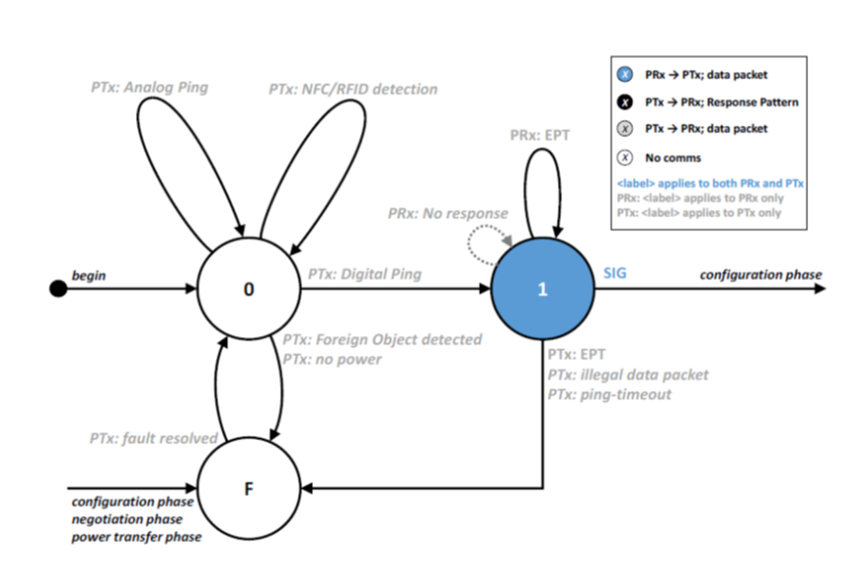 PTx: Analog Ping
PTx: NFC/RFID detection
X PRx → PTx; data packet
X PTx → PRx; Response Pattern
X PTx → PRx; data packet
X No comms
<label> applies to both PRx and PTx
PRx: <label> applies to PRx only
PTx: <label> applies to PTx only
PRx: EPT
PRx: No response
begin
0
PTx: Digital Ping
1
SIG
configuration phase
PTx: Foreign Object detected
PTx: no power
PTx: EPT
PTx: illegal data packet
PTx: ping-timeout
PTx: fault resolved
F
configuration phase
negotiation phase
power transfer phase